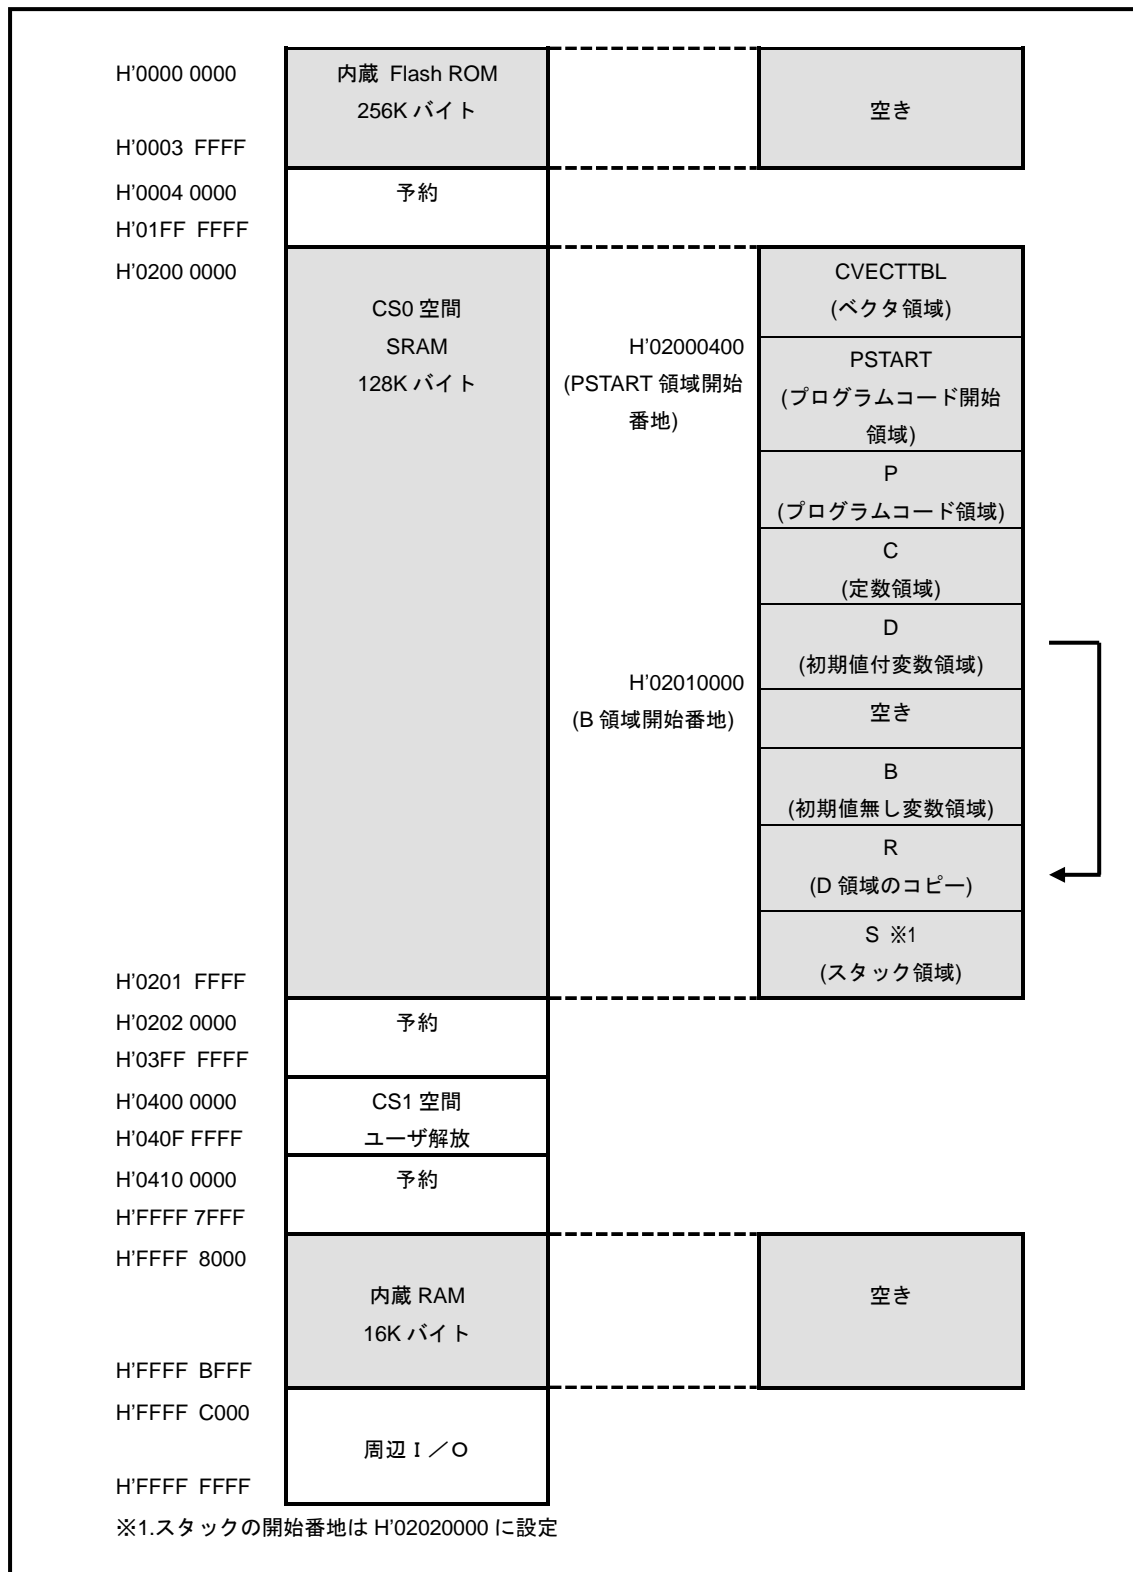 H'0000 0000
内蔵 Flash ROM
256K バイト
空き
H'0003 FFFF
H'0004 0000
予約
H'01FF FFFF
H'0200 0000
CS0 空間
SRAM
128K バイト
H'02000400
(PSTART 領域開始
番地)
H'02010000
(B 領域開始番地)
CVECTTBL
(ベクタ領域)
PSTART
(プログラムコード開始
領域)
P
(プログラムコード領域)
C
(定数領域)
D
(初期値付変数領域)
空き
B
(初期値無し変数領域)
R
(D 領域のコピー)
S ※1
(スタック領域)
H'0201 FFFF
H'0202 0000
予約
H'03FF FFFF
H'0400 0000
CS1 空間
H'040F FFFF
ユーザ解放
H'0410 0000
予約
H'FFFF 7FFF
H'FFFF 8000
内蔵 RAM
16K バイト
空き
H'FFFF BFFF
H'FFFF C000
周辺Ⅰ/O
H'FFFF FFFF
※1.スタックの開始番地は H'02020000 に設定